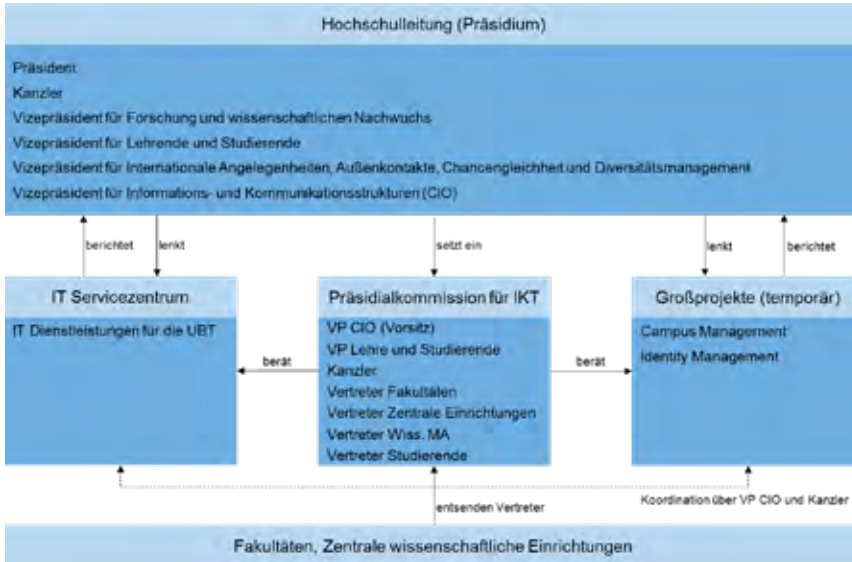 Hochschulleitung (Präsidium)
Präsident
Kanzler
Vizepräsident für Forschung und wissenschaftlichen Nachwuchs
Vizepräsident für Lehrende und Studierende
Vizepräsident für Internationale Angelegenheiten, Außenkontakte, Chancengleichheit und Diversitätsmanagement
Vizepräsident für Informations- und Kommunikationsstrukturen (CIO)
berichtet
lenkt
setzt ein
lenkt
berichtet
IT Servicezentrum
IT Dienstleistungen für die UBT
berät
Präsidialkommission für IKT
VP CIO (Vorsitz)
VP Lehre und Studierende
Kanzler
Vertreter Fakultäten
Vertreter Zentrale Einrichtungen
Vertreter Wiss. MA
Vertreter Studierende
berät
Großprojekte (temporär)
Campus Management
Identify Management
Koordination über VP CIO und Kanzler
entsenden Vertreter
Fakultäten, Zentrale wissenschaftliche Einrichtungen